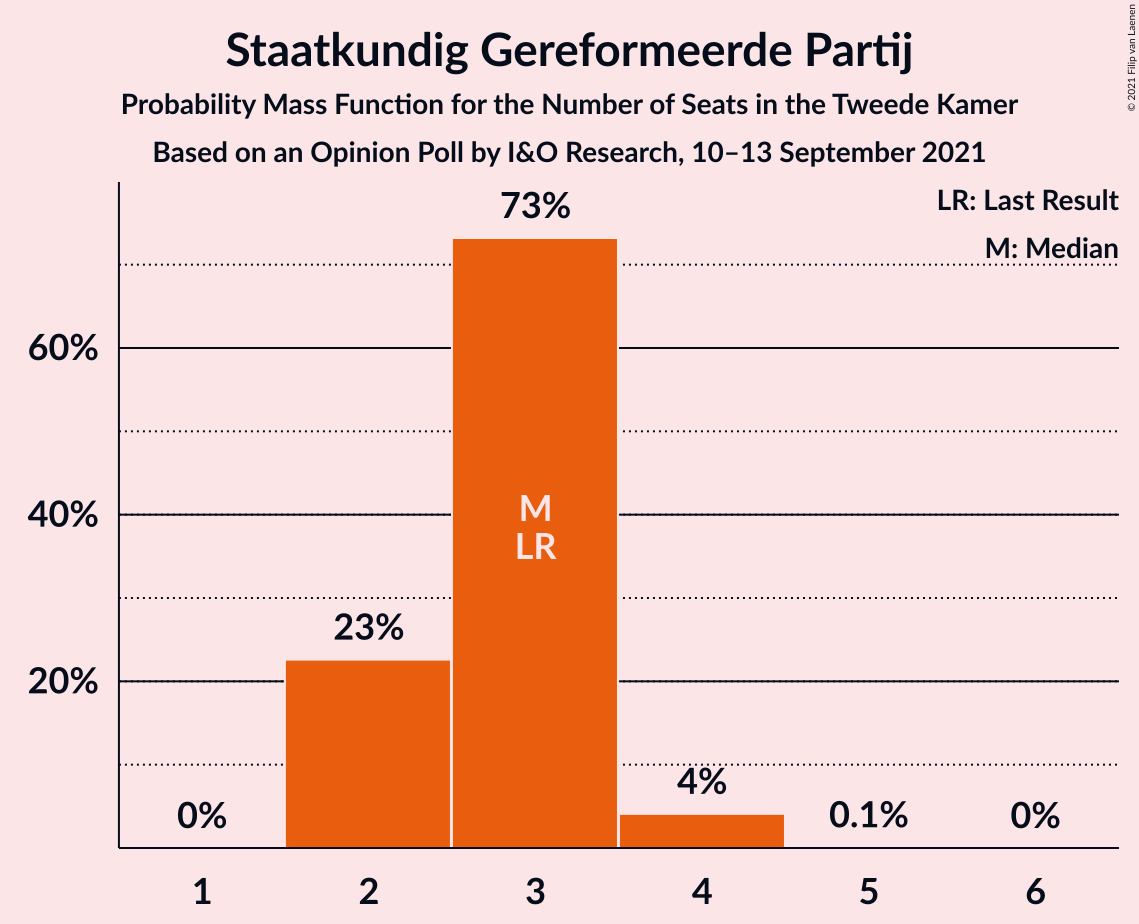 Staatkundig Gereformeerde Partij
Probability Mass Function for the Number of Seats in the Tweede Kamer
Based on an Opinion Poll by I&O Research, 10–13 September 2021
© 2021 Filip van Laenen
LR: Last Result
M: Median
73%
60%
M
40%
LR
23%
20%
4%
0%
0.1%
0%
1 2 3 4 5 6